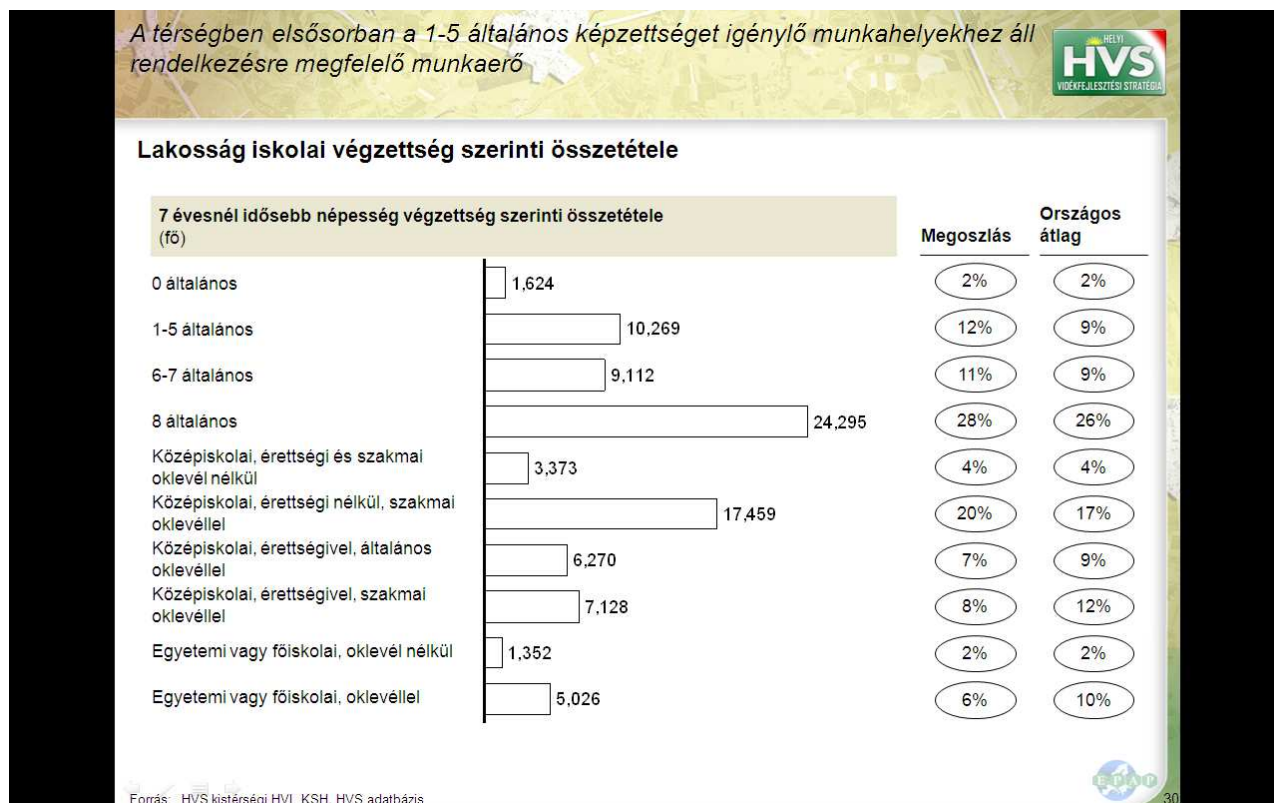 A térségben elsősorban a 1-5 általános képzettséget igénylő munkahelyekhez áll
rendelkezésre megfelelő munkaerő
HELYI
HVS
VIDÉKFEJLESZTÉSI STRATÉGIA
Lakosság iskolai végzettség szerinti összetétele
7 évesnél idősebb népesség végzettség szerinti összetétele
(fő)
Megoszlás
Országos
átlag
0 általános 1,624 2% 2%
1-5 általános 10,269 12% 9%
6-7 általános 9,112 11% 9%
8 általános 24,295 28% 26%
Középiskolai, érettségi és szakmai
oklevél nélkül 3,373 4% 4%
Középiskolai, érettségi nélkül, szakmai
oklevéllel 17,459 20% 17%
Középiskolai, érettségivel, általános
oklevéllel 6,270 7% 9%
Középiskolai, érettségivel, szakmai
oklevéllel 7,128 8% 12%
Egyetemi vagy főiskolai, oklevél nélkül 1,352 2% 2%
Egyetemi vagy főiskolai, oklevéllel 5,026 6% 10%
EPAP
Forrás: HVS kistérségi HVI, KSH, HVS adatbázis
30